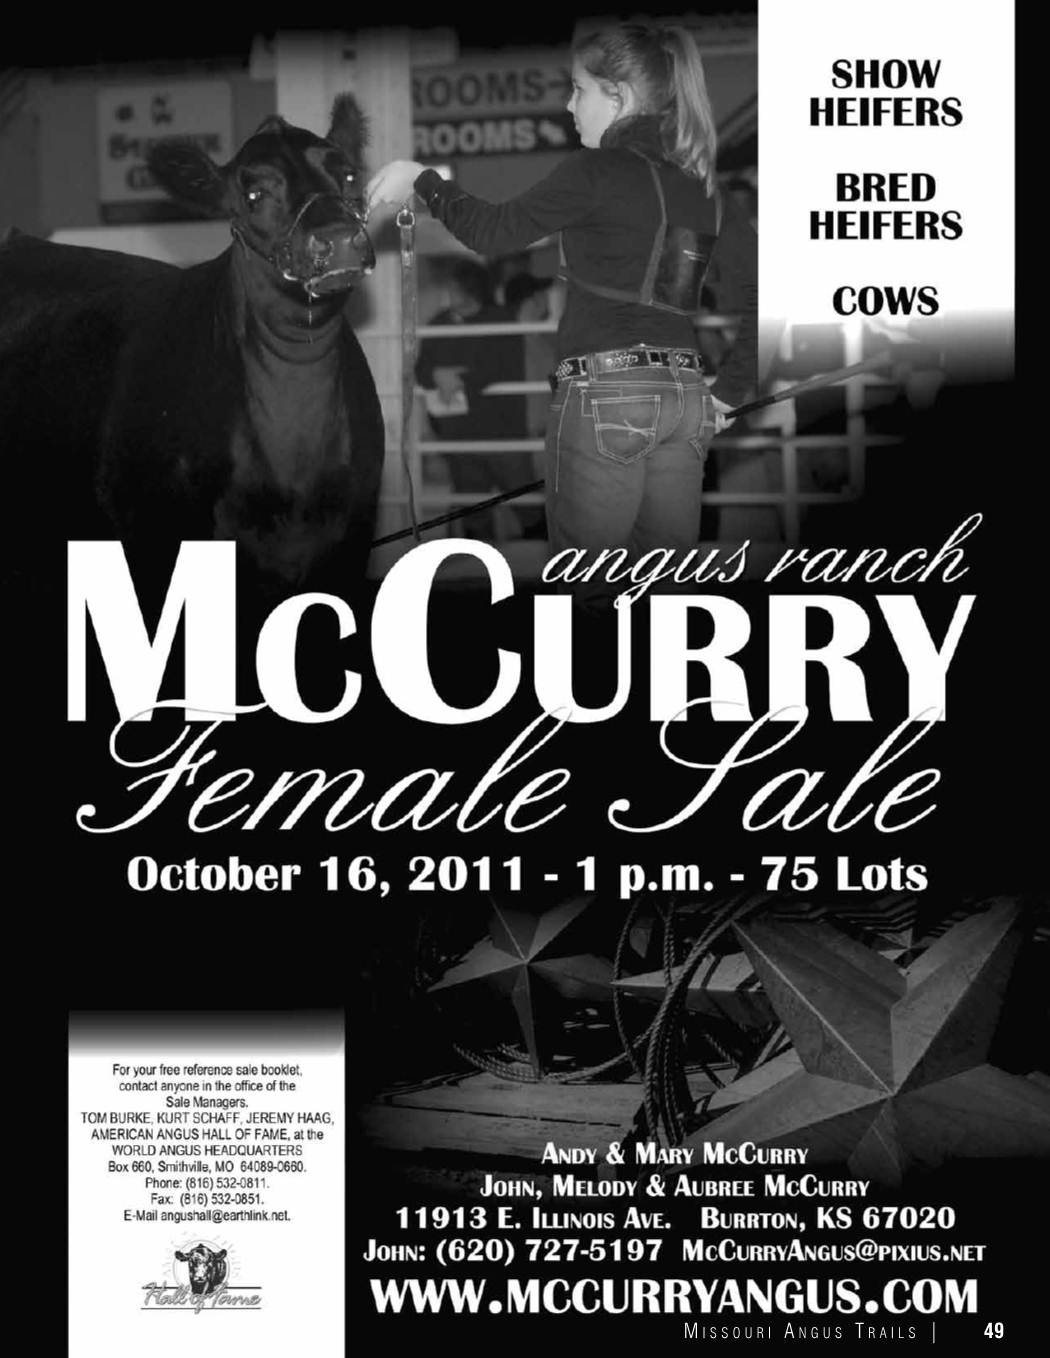 SHOW
HEIFERS
BRED
HEIFERS
COWS
ROOMS
ROOMS
angus ranch
McCURRY
Female Sale
October 16, 2011 - 1 p.m. - 75 Lots
For your free reference sale booklet,
contact anyone in the office of the
Sale Managers.
TOM BURKE, KURT SCHAFF, JEREMY HAAG,
AMERICAN ANGUS HALL OF FAME, at the
WORLD ANGUS HEADQUARTERS
Box 660, Smithville, MO 64089-0660.
Phone: (816) 532-0811.
Fax: (816) 532-0851.
E-Mail angushall@earthlink.net.
Hall of Fame
ANDY & MARY MCCURRY
JOHN, MELODY & AUBREE MCCURRY
11913 E. ILLINOIS AVE. BURRTON, KS 67020
JOHN: (620) 727-5197 MCCURRYANGUS@PIXIUS.NET
WWW.MCCURRYANGUS.COM
MISSOURI ANGUS TRAILS | 49